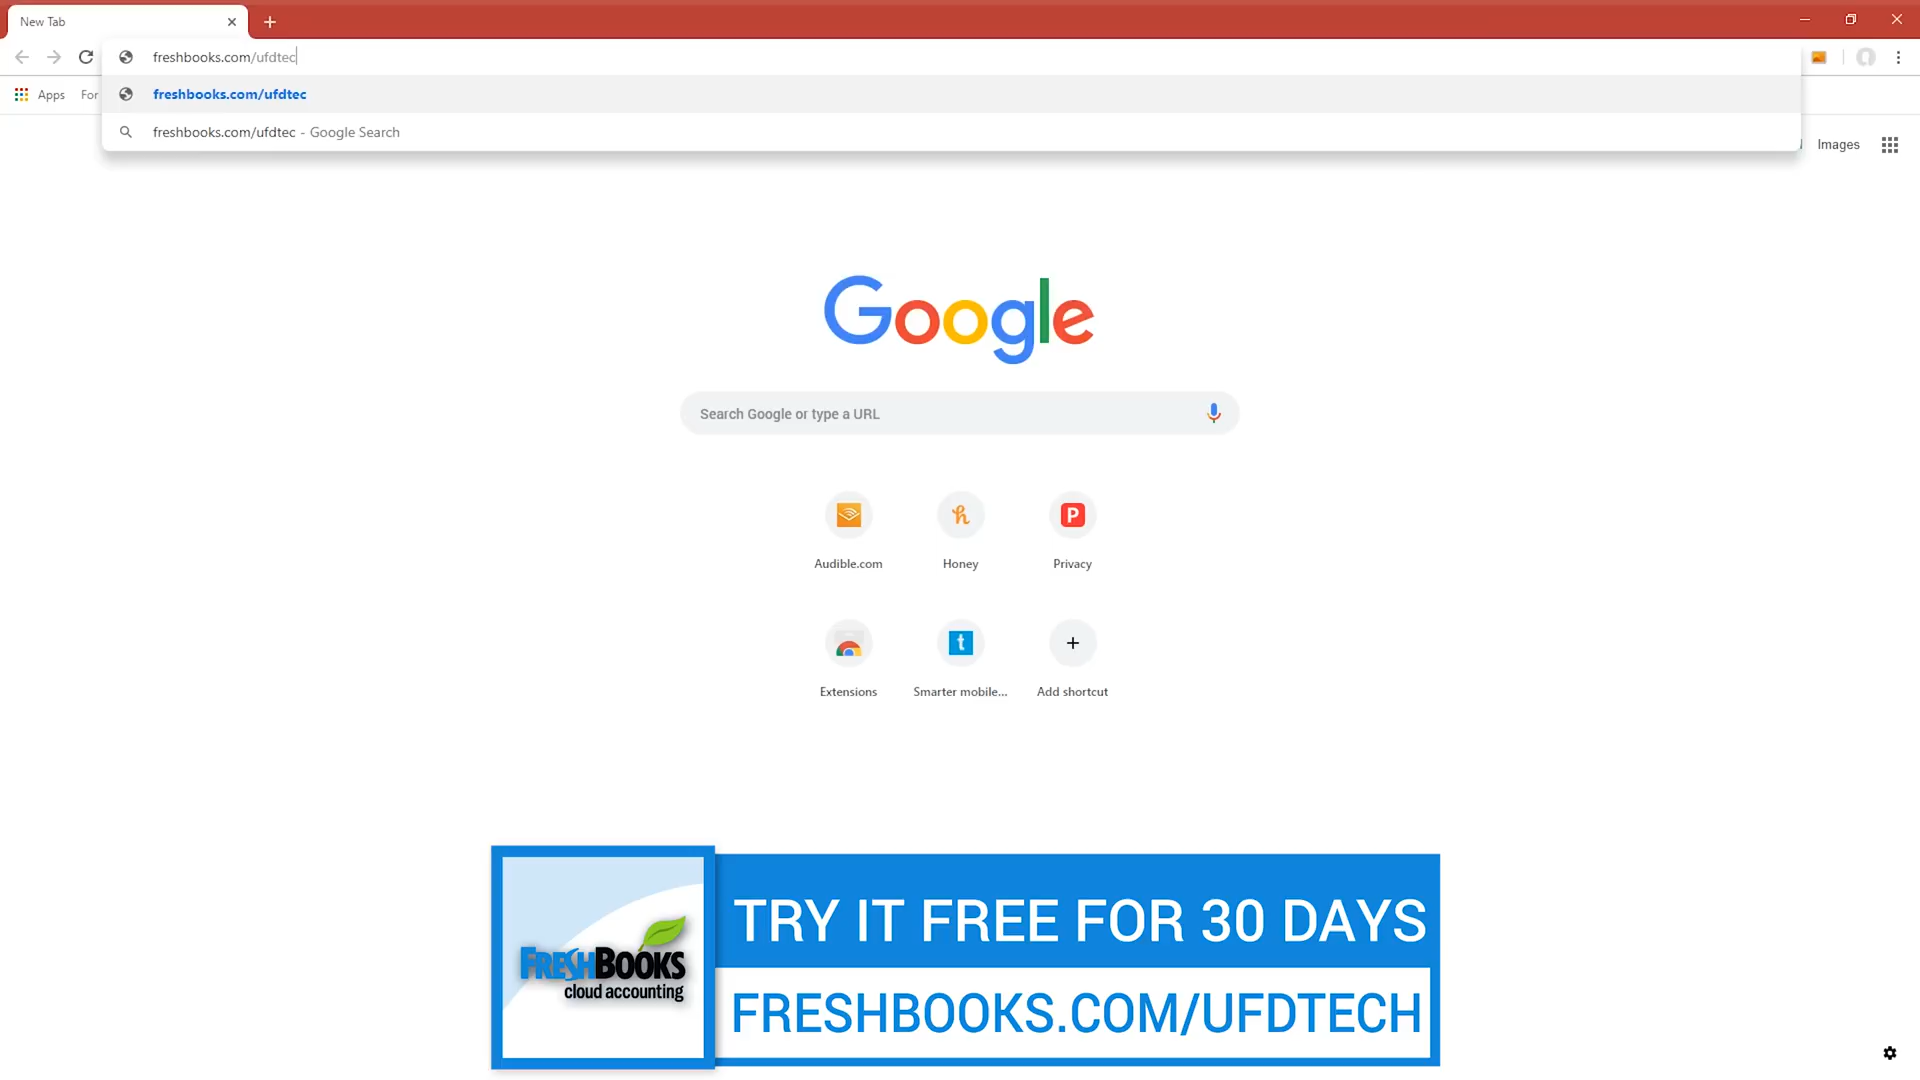 New Tab
freshbooks.com/ufdtec
Apps
For
freshbooks.com/ufdtec
freshbooks.com/ufdtec - Google Search
Images
Google
Search Google or type a URL
Audible.com
Honey
Privacy
Extensions
Smarter mobile...
Add shortcut
TRY IT FREE FOR 30 DAYS
FRESHBOOKS
cloud accounting
FRESHBOOKS.COM/UFDTECH